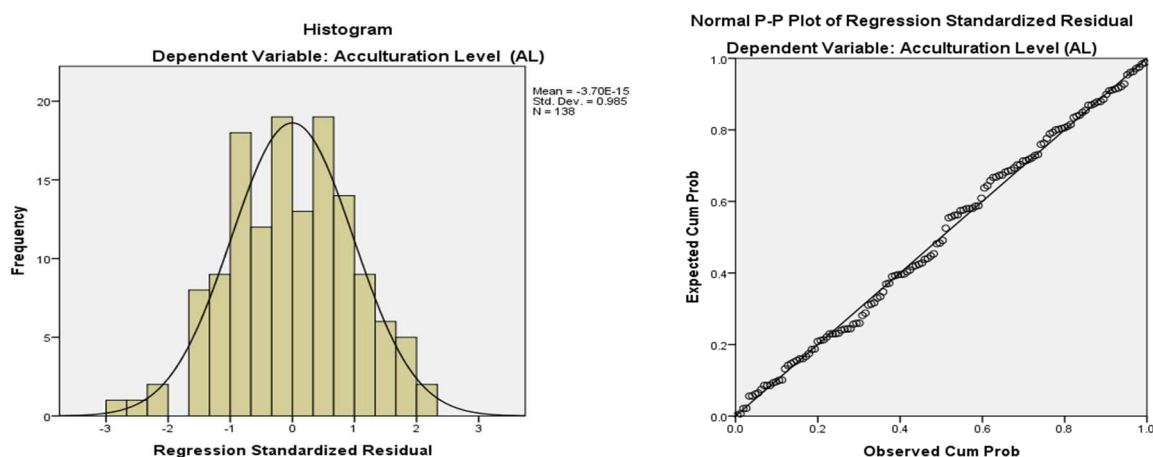 Histogram
Dependent Variable: Acculturation Level (AL)
Mean = -3.70E-15
Std. Dev. = 0.985
N = 138
20
15
10
5
0
Frequency
-3 -2 -1 0 1 2 3
Regression Standardized Residual
Normal P-P Plot of Regression Standardized Residual
Dependent Variable: Acculturation Level (AL)
1.0
0.8
0.6
0.4
0.2
0.0
Expected Cum Prob
0.0 0.2 0.4 0.6 0.8 1.0
Observed Cum Prob